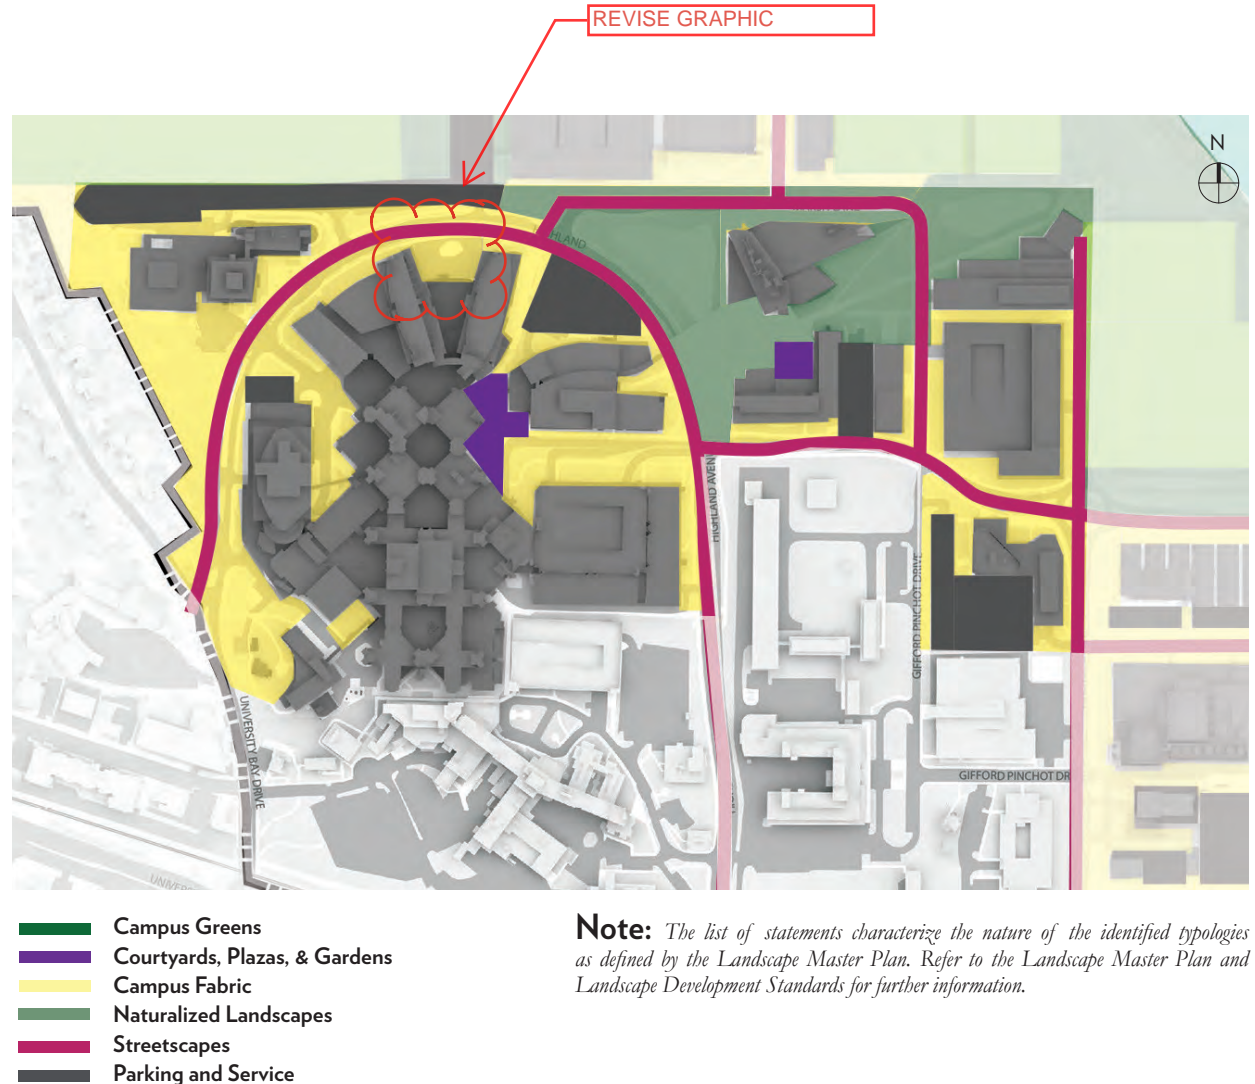 REVISE GRAPHIC
N
HLAND
HIGHLAND AVEN
GIFFORD PINCHOT DRIVE
UNIVERSITY BAY DRIVE
GIFFORD PINCHOT DR
UNIVERS
Campus Greens
Courtyards, Plazas, & Gardens
Campus Fabric
Naturalized Landscapes
Streetscapes
Parking and Service
Note: The list of statements characterize the nature of the identified typologies
as defined by the Landscape Master Plan. Refer to the Landscape Master Plan and
Landscape Development Standards for further information.